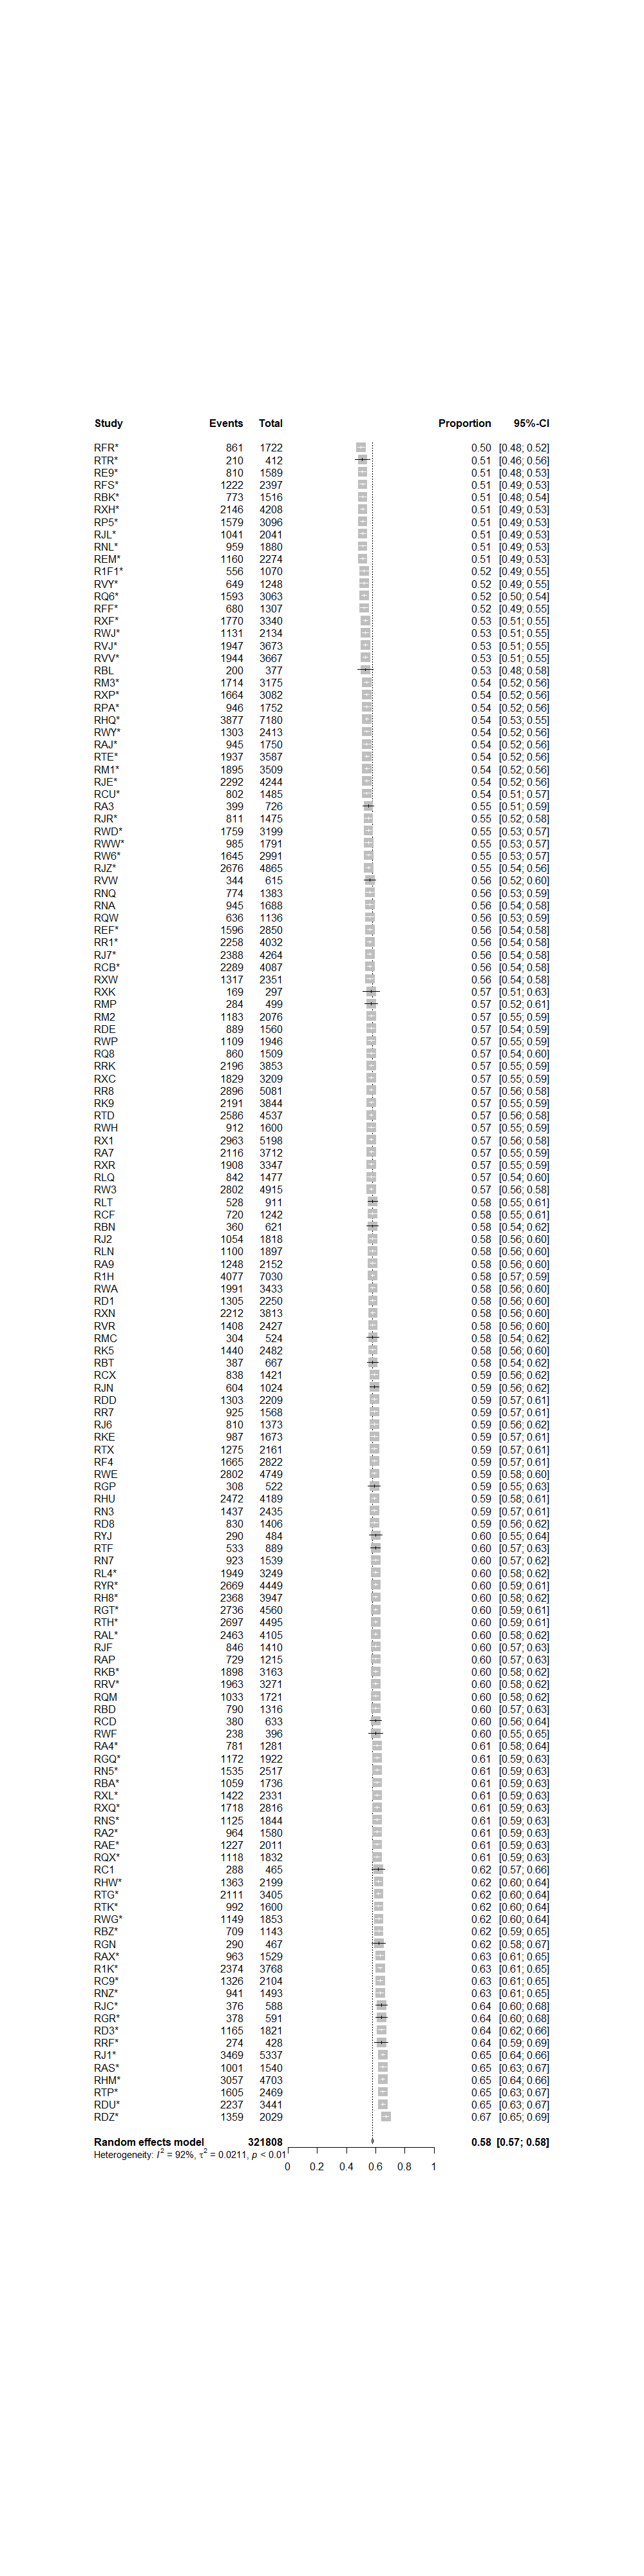 Study Events Total Proportion 95%-CI
RFR* 861 1722 0.50 [0.48; 0.52]
RTR* 210 412 0.51 [0.46; 0.56]
RE9* 810 1589 0.51 [0.48; 0.53]
RFS* 1222 2397 0.51 [0.49; 0.53]
RBK* 773 1516 0.51 [0.48; 0.54]
RXH* 2146 4208 0.51 [0.49; 0.53]
RP5* 1579 3096 0.51 [0.49; 0.53]
RJL* 1041 2041 0.51 [0.49; 0.53]
RNL* 959 1880 0.51 [0.49; 0.53]
REM* 1160 2274 0.51 [0.49; 0.53]
R1F1* 556 1070 0.52 [0.49; 0.55]
RVY* 649 1248 0.52 [0.49; 0.55]
RQ6* 1593 3063 0.52 [0.50; 0.54]
RFF* 680 1307 0.52 [0.49; 0.55]
RXF* 1770 3340 0.53 [0.51; 0.55]
RWJ* 1131 2134 0.53 [0.51; 0.55]
RVJ* 1947 3673 0.53 [0.51; 0.55]
RVV* 1944 3667 0.53 [0.51; 0.55]
RBL 200 377 0.53 [0.48; 0.58]
RM3* 1714 3175 0.54 [0.52; 0.56]
RXP* 1664 3082 0.54 [0.52; 0.56]
RPA* 946 1752 0.54 [0.52; 0.56]
RHQ* 3877 7180 0.54 [0.53; 0.55]
RWY* 1303 2413 0.54 [0.52; 0.56]
RAJ* 945 1750 0.54 [0.52; 0.56]
RTE* 1937 3587 0.54 [0.52; 0.56]
RM1* 1895 3509 0.54 [0.52; 0.56]
RJE* 2292 4244 0.54 [0.52; 0.56]
RCU* 802 1485 0.54 [0.51; 0.57]
RA3 399 726 0.55 [0.51; 0.59]
RJR* 811 1475 0.55 [0.52; 0.58]
RWD* 1759 3199 0.55 [0.53; 0.57]
RWW* 985 1791 0.55 [0.53; 0.57]
RW6* 1645 2991 0.55 [0.53; 0.57]
RJZ* 2676 4865 0.55 [0.54; 0.56]
RVW 344 615 0.56 [0.52; 0.60]
RNQ 774 1383 0.56 [0.53; 0.59]
RNA 945 1688 0.56 [0.54; 0.58]
RQW 636 1136 0.56 [0.53; 0.59]
REF* 1596 2850 0.56 [0.54; 0.58]
RR1* 2258 4032 0.56 [0.54; 0.58]
RJ7* 2388 4264 0.56 [0.55; 0.57]
RCB* 2289 4087 0.56 [0.54; 0.58]
RXW 1317 2351 0.56 [0.54; 0.58]
RXK 169 297 0.57 [0.51; 0.63]
RMP 284 499 0.57 [0.52; 0.61]
RM2 1183 2076 0.57 [0.55; 0.59]
RDE 889 1560 0.57 [0.54; 0.59]
RWP 1109 1946 0.57 [0.55; 0.59]
RQ8 860 1509 0.57 [0.54; 0.60]
RRK 2196 3853 0.57 [0.55; 0.59]
RXC 1829 3209 0.57 [0.55; 0.59]
RR8 2896 5081 0.57 [0.56; 0.58]
RK9 2191 3844 0.57 [0.55; 0.59]
RTD 2586 4537 0.57 [0.56; 0.58]
RWH 912 1600 0.57 [0.55; 0.59]
RX1 2963 5198 0.57 [0.56; 0.58]
RA7 2116 3712 0.57 [0.55; 0.59]
RXR 1908 3347 0.57 [0.55; 0.59]
RLQ 842 1477 0.57 [0.54; 0.60]
RW3 2802 4915 0.57 [0.56; 0.58]
RLT 528 911 0.58 [0.55; 0.61]
RCF 720 1242 0.58 [0.55; 0.61]
RBN 360 621 0.58 [0.54; 0.62]
RJ2 1054 1818 0.58 [0.56; 0.60]
RLN 1100 1897 0.58 [0.56; 0.60]
RA9 1248 2152 0.58 [0.56; 0.60]
R1H 4077 7030 0.58 [0.57; 0.59]
RWA 1991 3433 0.58 [0.56; 0.60]
RD1 1305 2250 0.58 [0.56; 0.60]
RXN 2212 3813 0.58 [0.56; 0.60]
RVR 1408 2427 0.58 [0.56; 0.60]
RMC 304 524 0.58 [0.54; 0.62]
RK5 1440 2482 0.58 [0.56; 0.60]
RBT 387 667 0.58 [0.54; 0.62]
RCX 838 1421 0.59 [0.56; 0.62]
RJN 604 1024 0.59 [0.56; 0.62]
RDD 1303 2209 0.59 [0.57; 0.61]
RR7 925 1568 0.59 [0.57; 0.61]
RJ6 810 1373 0.59 [0.56; 0.62]
RKE 987 1673 0.59 [0.57; 0.61]
RTX 1275 2161 0.59 [0.57; 0.61]
RF4 1665 2822 0.59 [0.57; 0.61]
RWE 2802 4749 0.59 [0.58; 0.60]
RGP 308 522 0.59 [0.55; 0.63]
RHU 2472 4189 0.59 [0.58; 0.61]
RN3 1437 2435 0.59 [0.57; 0.61]
RD8 830 1406 0.59 [0.56; 0.62]
RYJ 290 484 0.60 [0.55; 0.64]
RTF 533 889 0.60 [0.57; 0.63]
RN7 923 1539 0.60 [0.57; 0.62]
RL4* 1949 3249 0.60 [0.58; 0.62]
RYR* 2669 4449 0.60 [0.59; 0.61]
RH8* 2368 3947 0.60 [0.58; 0.62]
RGT* 2736 4560 0.60 [0.59; 0.61]
RTH* 2697 4495 0.60 [0.59; 0.61]
RAL* 2463 4105 0.60 [0.58; 0.62]
RJF 846 1410 0.60 [0.57; 0.63]
RAP 729 1215 0.60 [0.57; 0.63]
RKB* 1898 3163 0.60 [0.58; 0.62]
RRV* 1963 3271 0.60 [0.58; 0.62]
RQM 1033 1721 0.60 [0.58; 0.62]
RBD 790 1316 0.60 [0.57; 0.63]
RCD 380 633 0.60 [0.56; 0.64]
RWF 238 396 0.60 [0.55; 0.65]
RA4* 781 1281 0.61 [0.58; 0.64]
RGQ* 1172 1922 0.61 [0.59; 0.63]
RN5* 1535 2517 0.61 [0.59; 0.63]
RBA* 1059 1736 0.61 [0.59; 0.63]
RXL* 1422 2331 0.61 [0.59; 0.63]
RXQ* 1718 2816 0.61 [0.59; 0.63]
RNS* 1125 1844 0.61 [0.59; 0.63]
RA2* 964 1580 0.61 [0.59; 0.63]
RAE* 1227 2011 0.61 [0.59; 0.63]
RQX* 1118 1832 0.61 [0.59; 0.63]
RC1 288 465 0.62 [0.57; 0.66]
RHW* 1363 2199 0.62 [0.60; 0.64]
RTG* 2111 3405 0.62 [0.60; 0.64]
RTK* 992 1600 0.62 [0.60; 0.64]
RWG* 1149 1853 0.62 [0.60; 0.64]
RBZ* 709 1143 0.62 [0.59; 0.65]
RGN 290 467 0.62 [0.58; 0.67]
RAX* 963 1529 0.63 [0.61; 0.65]
R1K* 2374 3768 0.63 [0.61; 0.65]
RC9* 1326 2104 0.63 [0.61; 0.65]
RNZ* 941 1493 0.63 [0.61; 0.65]
RJC* 376 588 0.64 [0.60; 0.68]
RGR* 378 591 0.64 [0.60; 0.68]
RD3* 1165 1821 0.64 [0.62; 0.66]
RRF* 274 428 0.64 [0.59; 0.69]
RJ1* 3469 5337 0.65 [0.64; 0.66]
RAS* 1001 1540 0.65 [0.63; 0.67]
RHM* 3057 4703 0.65 [0.64; 0.66]
RTP* 1605 2469 0.65 [0.63; 0.67]
RDU* 2237 3441 0.65 [0.63; 0.67]
RDZ* 1359 2029 0.67 [0.65; 0.69]
Random effects model 321808 0.58 [0.57; 0.58]
Heterogeneity: I² = 92%, τ² = 0.0211, p < 0.01
0 0.2 0.4 0.6 0.8 1